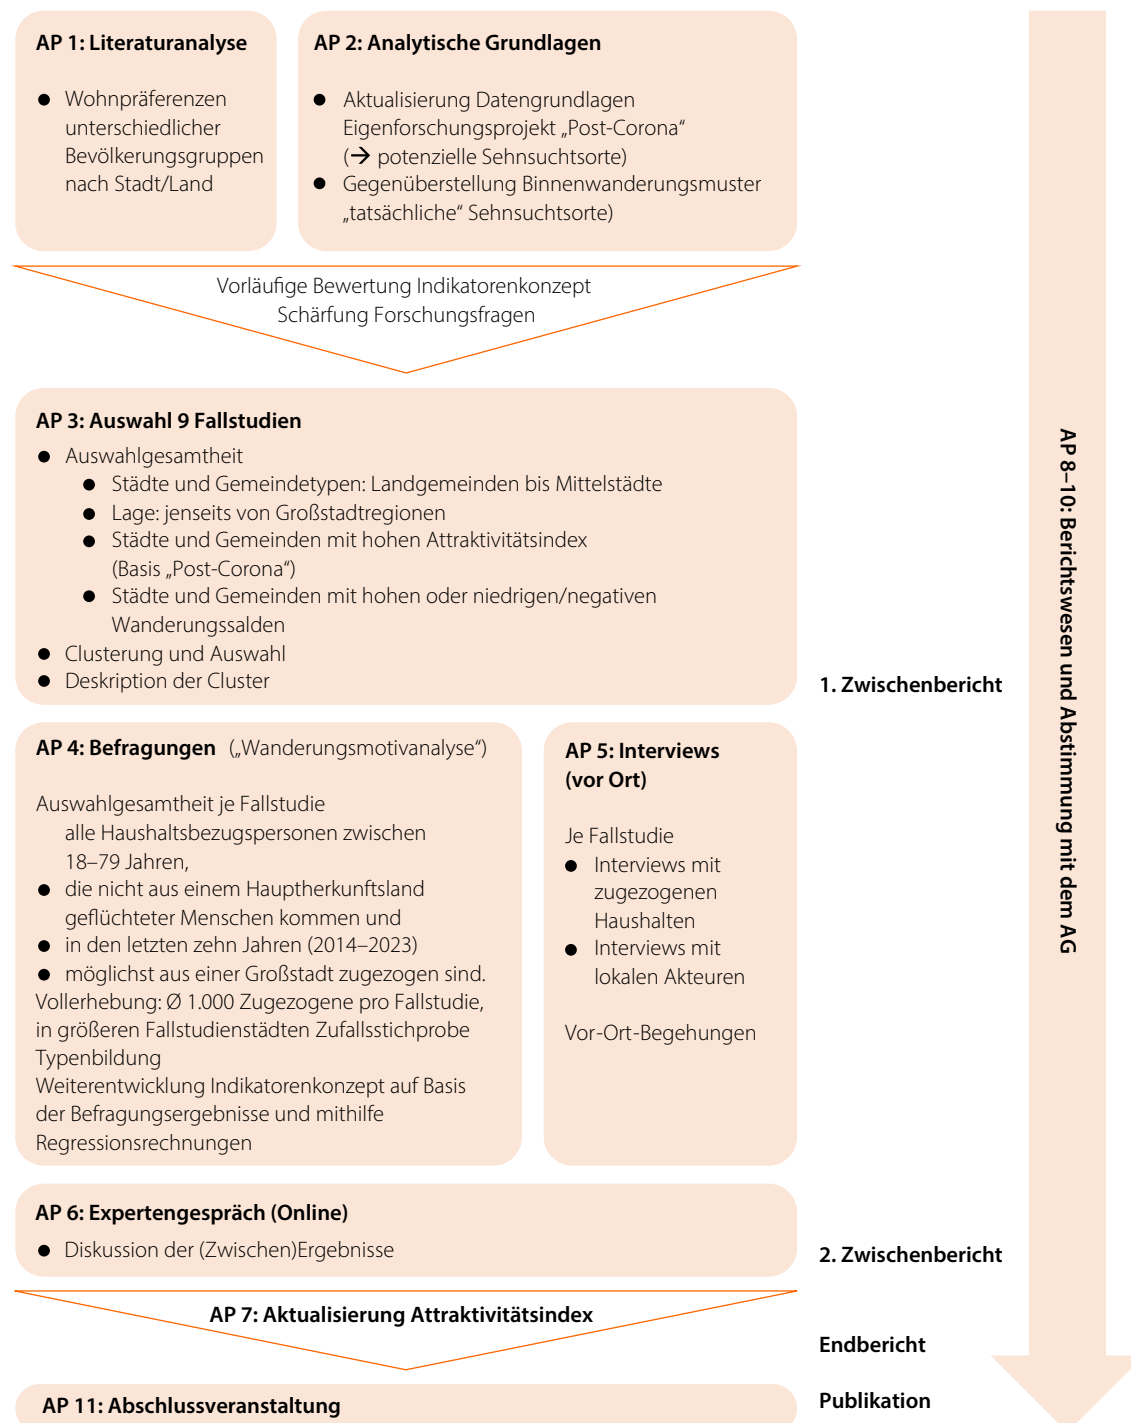 AP 1: Literaturanalyse
Wohnpräferenzen
unterschiedlicher
Bevölkerungsgruppen
nach Stadt/Land
AP 2: Analytische Grundlagen
Aktualisierung Datengrundlagen
Eigenforschungsprojekt „Post-Corona“
(→ potenzielle Sehnsuchtsorte)
Gegenüberstellung Binnenwanderungsmuster
„tatsächliche“ Sehnsuchtsorte)
Vorläufige Bewertung Indikatorenkonzept
Schärfung Forschungsfragen
AP 3: Auswahl 9 Fallstudien
Auswahlgesamtheit
Städte und Gemeindetypen: Landgemeinden bis Mittelstädte
Lage: jenseits von Großstadtregionen
Städte und Gemeinden mit hohen Attraktivitätsindex
(Basis „Post-Corona“)
Städte und Gemeinden mit hohen oder niedrigen/negativen
Wanderungssalden
Clusterung und Auswahl
Deskription der Cluster
1. Zwischenbericht
AP 4: Befragungen („Wanderungsmotivanalyse“)
Auswahlgesamtheit je Fallstudie
alle Haushaltsbezugspersonen zwischen
18–79 Jahren,
die nicht aus einem Hauptherkunftsland
geflüchteter Menschen kommen und
in den letzten zehn Jahren (2014–2023)
möglichst aus einer Großstadt zugezogen sind.
Vollerhebung: Ø 1.000 Zugezogene pro Fallstudie,
in größeren Fallstudienstädten Zufallsstichprobe
Typenbildung
Weiterentwicklung Indikatorenkonzept auf Basis
der Befragungsergebnisse und mithilfe
Regressionsrechnungen
AP 5: Interviews
(vor Ort)
Je Fallstudie
Interviews mit
zugezogenen
Haushalten
Interviews mit
lokalen Akteuren
Vor-Ort-Begehungen
AP 6: Expertengespräch (Online)
Diskussion der (Zwischen)Ergebnisse
2. Zwischenbericht
AP 7: Aktualisierung Attraktivitätsindex
Endbericht
AP 11: Abschlussveranstaltung
Publikation
AP 8–10: Berichtswesen und Abstimmung mit dem AG